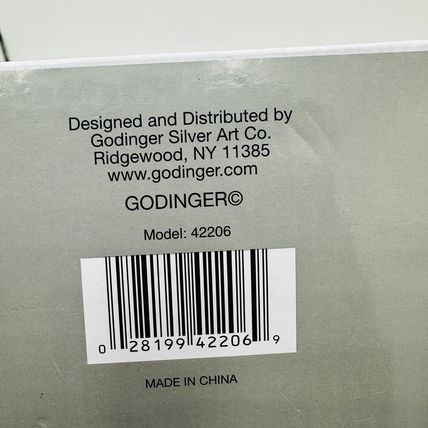 Designed and Distributed by
Godinger Silver Art Co.
Ridgewood, NY 11385
www.godinger.com
GODINGER©
Model: 42206
0 28199 42206 9
MADE IN CHINA